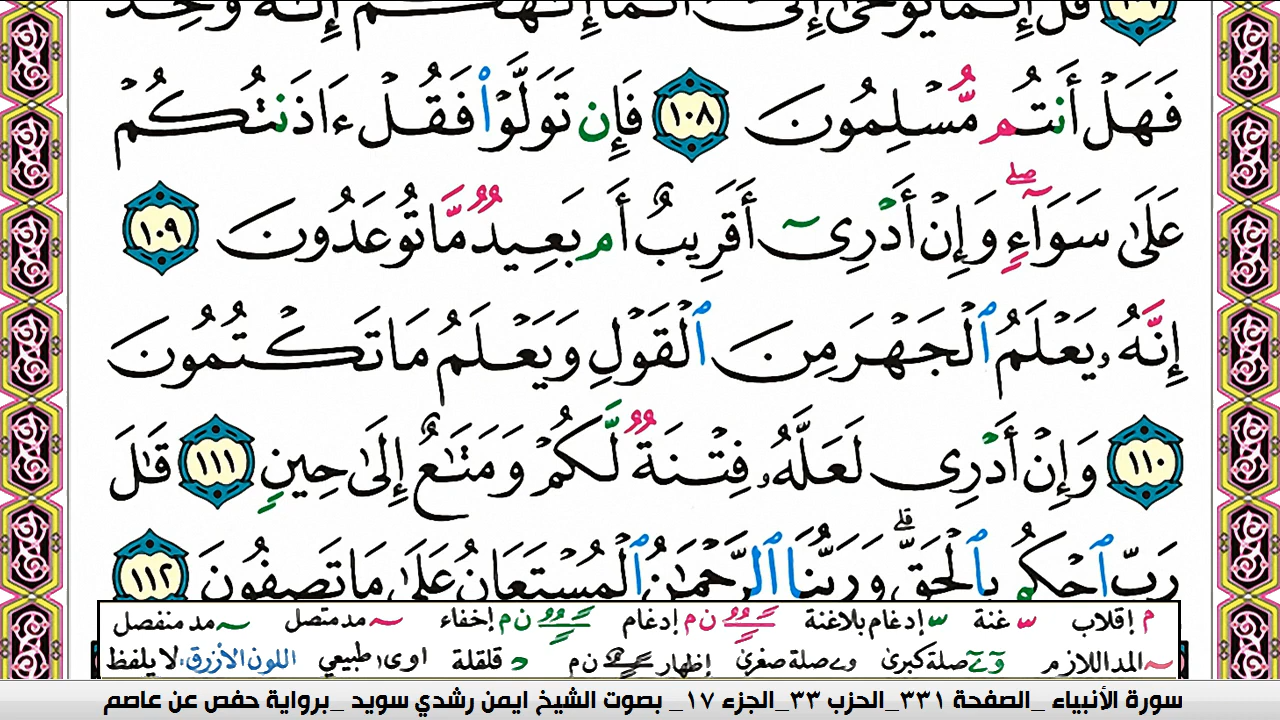 قُلْ إِنَّمَا يُوحَىٰٓ إِلَىَّ أَنَّمَآ إِلَٰهُكُمْ إِلَٰهٌ وَٰحِدٌ
فَهَلْ أَنتُم مُّسْلِمُونَ ١٠٨ فَإِن تَوَلَّوْا۟ فَقُلْ ءَاذَنتُكُمْ
عَلَىٰ سَوَآءٍ ۖ وَإِنْ أَدْرِىٓ أَقَرِيبٌ أَم بَعِيدٌ مَّا تُوعَدُونَ ١٠٩
إِنَّهُۥ يَعْلَمُ ٱلْجَهْرَ مِنَ ٱلْقَوْلِ وَيَعْلَمُ مَا تَكْتُمُونَ
١١٠ وَإِنْ أَدْرِى لَعَلَّهُۥ فِتْنَةٌ لَّكُمْ وَمَتَٰعٌ إِلَىٰ حِينٍ ١١١ قَٰلَ
رَبِّ ٱحْكُم بِٱلْحَقِّ ۗ وَرَبُّنَا ٱلرَّحْمَٰنُ ٱلْمُسْتَعَانُ عَلَىٰ مَا تَصِفُونَ ١١٢
م إقلاب غنة إدغام بلاغنة ن م إدغام ن م إخفاء مد متصل مد منفصل
المد اللازم صلة كبرى صلة صغرى إظهار ن م قلقلة اوى طبيعي اللون الأزرق، لا يلفظ
سورة الأنبياء _الصفحة ٣٣١_الحزب ٣٣_الجزء ١٧_ بصوت الشيخ ايمن رشدي سويد _برواية حفص عن عاصم